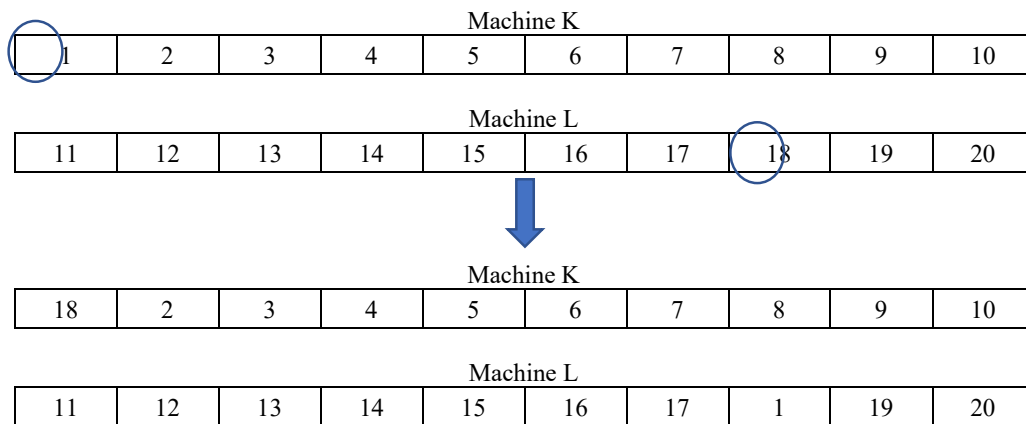 Machine K
1 2 3 4 5 6 7 8 9 10
Machine L
11 12 13 14 15 16 17 18 19 20
Machine K
18 2 3 4 5 6 7 8 9 10
Machine L
11 12 13 14 15 16 17 1 19 20